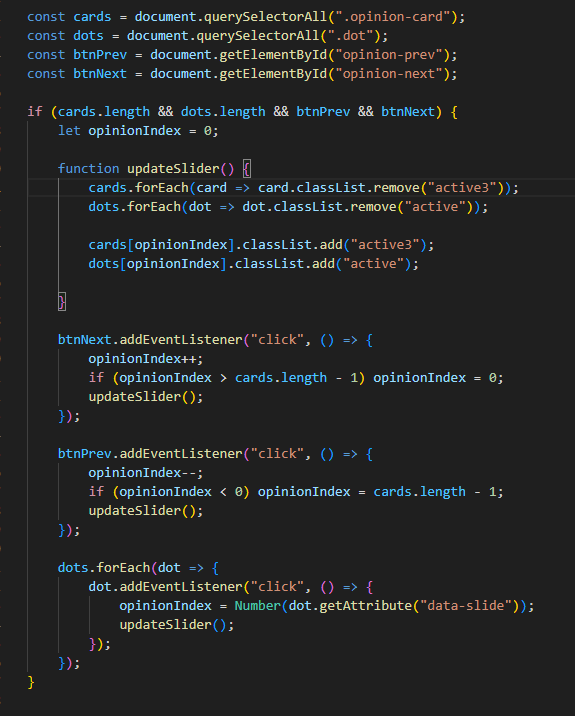 const cards = document.querySelectorAll(".opinion-card");
const dots = document.querySelectorAll(".dot");
const btnPrev = document.getElementById("opinion-prev");
const btnNext = document.getElementById("opinion-next");

if (cards.length && dots.length && btnPrev && btnNext) {
    let opinionIndex = 0;

    function updateSlider() {
        cards.forEach(card => card.classList.remove("active3"));
        dots.forEach(dot => dot.classList.remove("active"));

        cards[opinionIndex].classList.add("active3");
        dots[opinionIndex].classList.add("active");

    }

    btnNext.addEventListener("click", () => {
        opinionIndex++;
        if (opinionIndex > cards.length - 1) opinionIndex = 0;
        updateSlider();
    });

    btnPrev.addEventListener("click", () => {
        opinionIndex--;
        if (opinionIndex < 0) opinionIndex = cards.length - 1;
        updateSlider();
    });

    dots.forEach(dot => {
        dot.addEventListener("click", () => {
            opinionIndex = Number(dot.getAttribute("data-slide"));
            updateSlider();
        });
    });
}